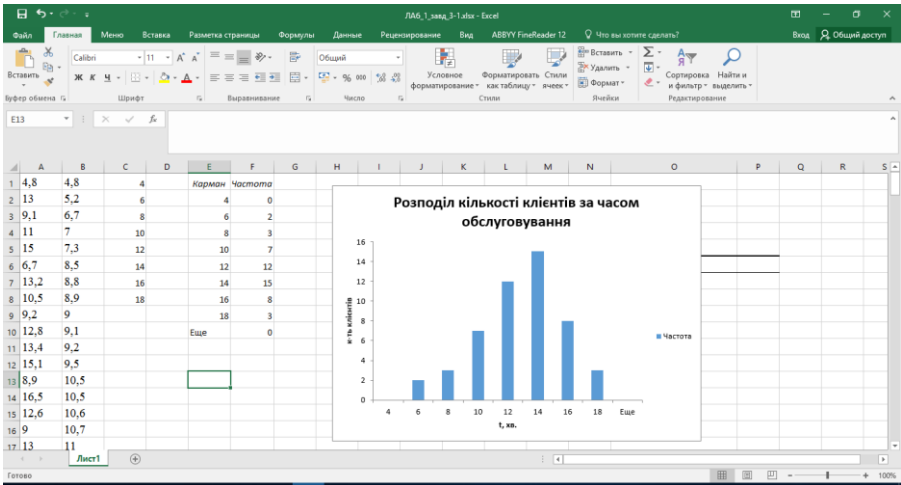 ЛАб_1_завд_3-1.xlsx - Excel
Файл Главная Меню Вставка Разметка страницы Формулы Данные Рецензирование Вид ABBYY FineReader 12 Что вы хотите сделать? Вход Общий доступ
Вставить
Calibri 11
Ж К Ч
Общий
% 000
Условное форматирование
Форматировать как таблицу
Стили ячеек
Вставить
Удалить
Формат
Сортировка и фильтр
Найти и выделить
Буфер обмена Шрифт Выравнивание Число Стили Ячейки Редактирование
E13 fx
A B C D E F G H I J K L M N O P Q R S
1 4,8 4,8 4 Карман Частота
2 13 5,2 6 4 0
3 9,1 6,7 8 6 2
4 11 7 10 8 3
5 15 7,3 12 10 7
6 6,7 8,5 14 12 12
7 13,2 8,8 16 14 15
8 10,5 8,9 18 16 8
9 9,2 9 18 3
10 12,8 9,1 Еще 0
11 13,4 9,2
12 15,1 9,5
13 8,9 10,5
14 16,5 10,5
15 12,6 10,6
16 9 10,7
17 13 11
Розподіл кількості клієнтів за часом
обслуговування
к-ть клієнтів
16
14
12
10
8
6
4
2
0
4 6 8 10 12 14 16 18 Еще
t, хв.
Частота
Лист1
Готово 100%